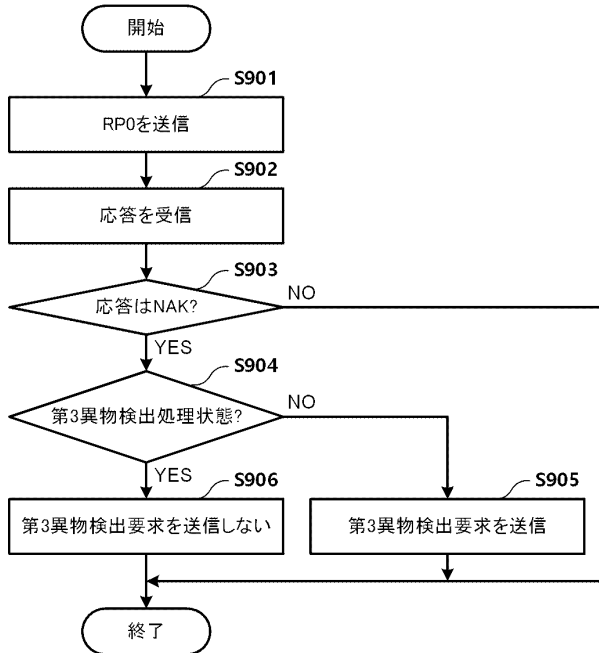 開始
S901
RP0を送信
S902
応答を受信
S903
応答はNAK?
NO
YES
S904
第3異物検出処理状態?
NO
YES
S906
第3異物検出要求を送信しない
S905
第3異物検出要求を送信
終了